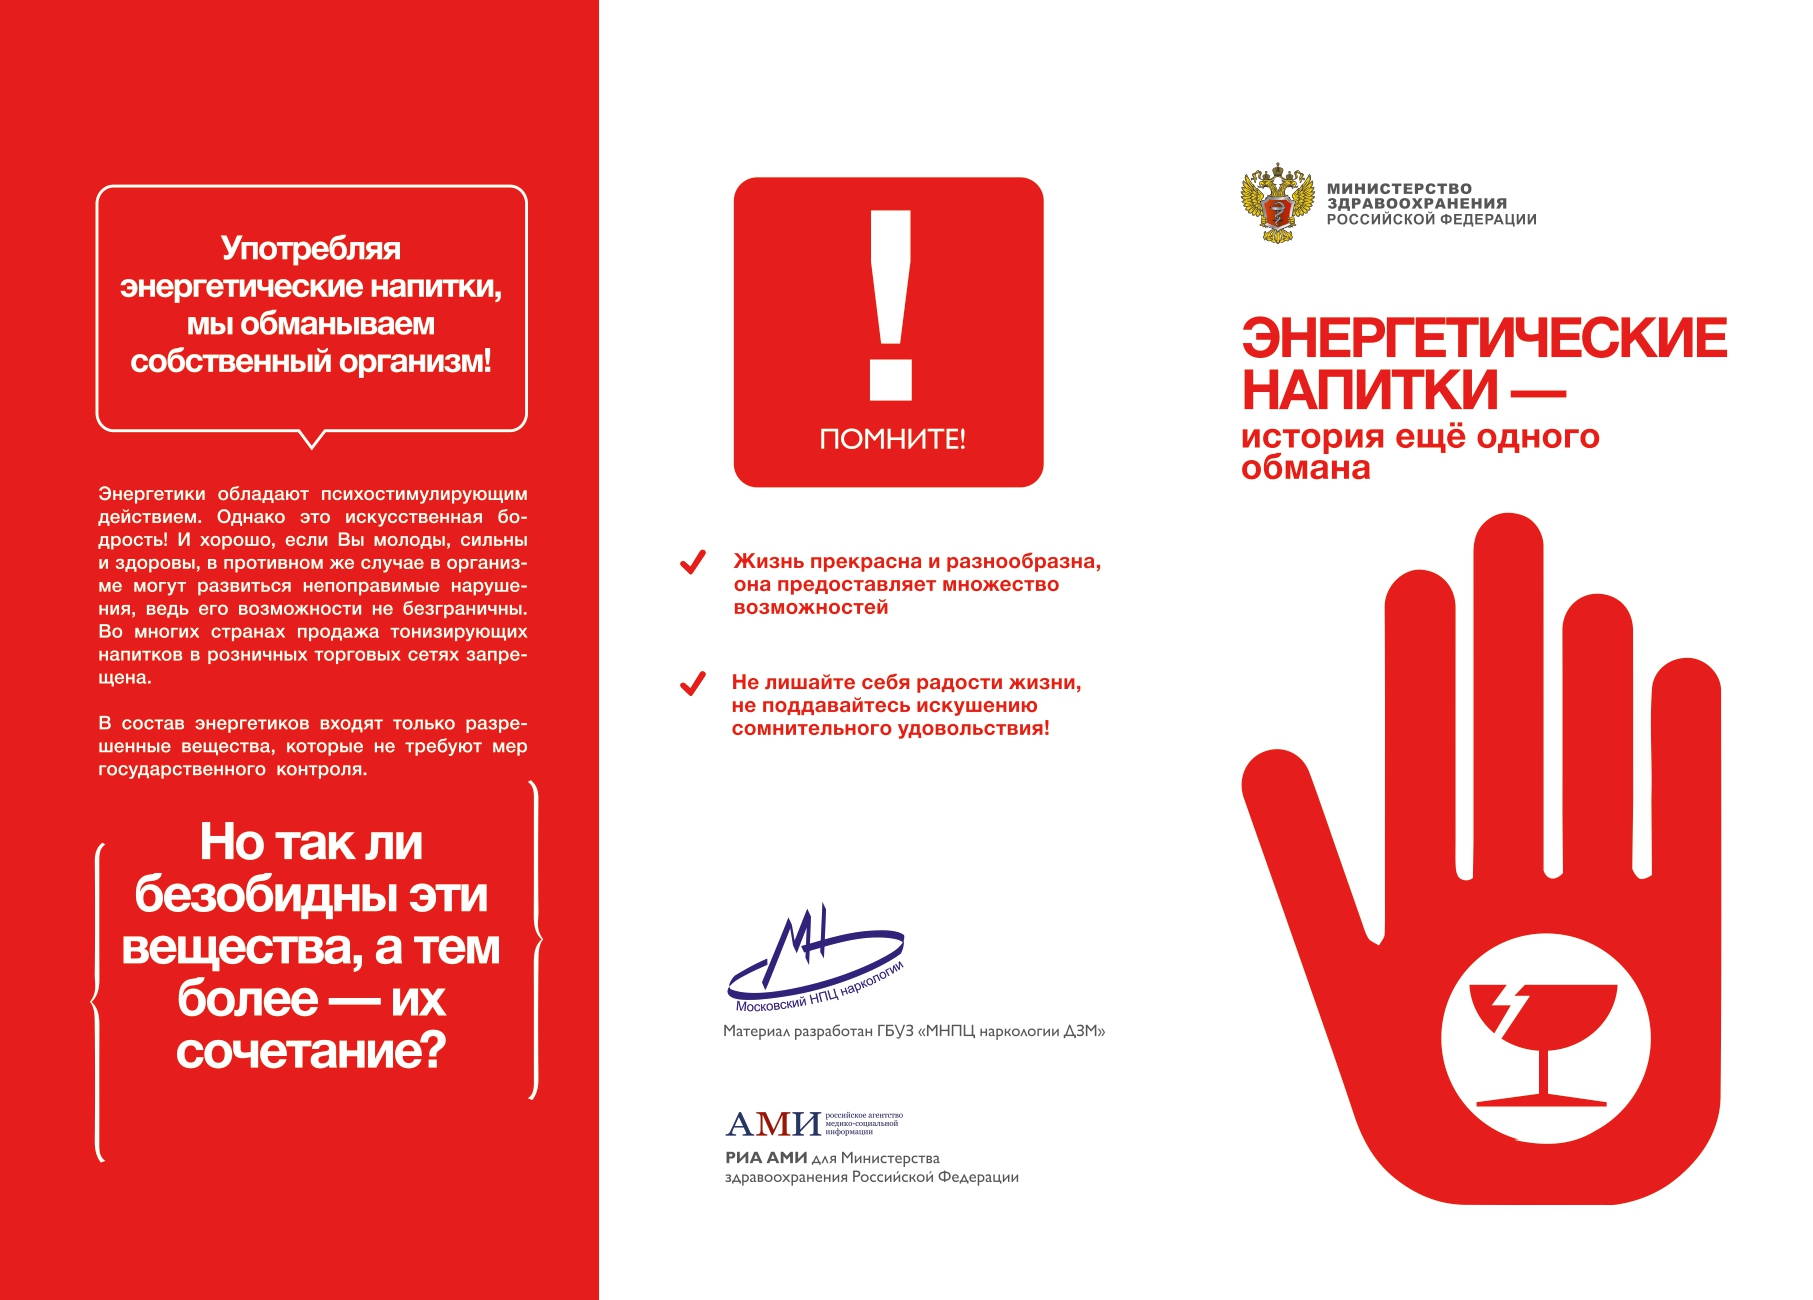 Употребляя
энергетические напитки,
мы обманываем
собственный организм!
Энергетики обладают психостимулирующим
действием. Однако это искусственная бо-
дрость! И хорошо, если Вы молоды, сильны
и здоровы, в противном же случае в организ-
ме могут развиться непоправимые наруше-
ния, ведь его возможности не безграничны.
Во многих странах продажа тонизирующих
напитков в розничных торговых сетях запре-
щена.
В состав энергетиков входят только разре-
шенные вещества, которые не требуют мер
государственного контроля.
Но так ли
безобидны эти
вещества, а тем
более — их
сочетание?
!
ПОМНИТЕ!
Жизнь прекрасна и разнообразна,
она предоставляет множество
возможностей
Не лишайте себя радости жизни,
не поддавайтесь искушению
сомнительного удовольствия!
МН
Московский НПЦ наркологии
Материал разработан ГБУЗ «МНПЦ наркологии ДЗМ»
АМИ
российское агентство
медико-социальной
информации
РИА АМИ для Министерства
здравоохранения Российской Федерации
МИНИСТЕРСТВО
ЗДРАВООХРАНЕНИЯ
РОССИЙСКОЙ ФЕДЕРАЦИИ
ЭНЕРГЕТИЧЕСКИЕ
НАПИТКИ —
история ещё одного
обмана